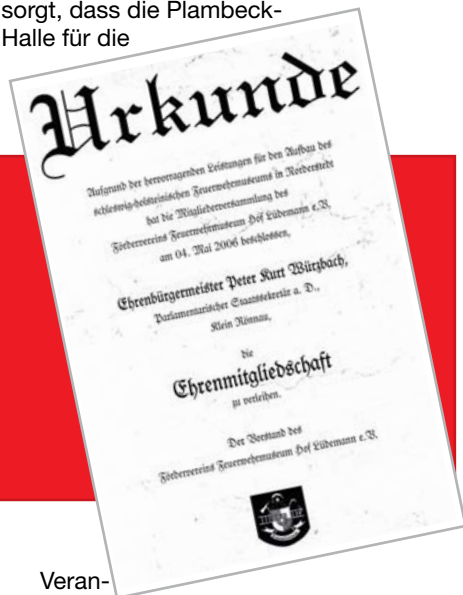 sorgt, dass die Plambeck-
Halle für die
Urkunde
Aufgrund der hervorragenden Leistungen für den Aufbau des
schleswig-holsteinischen Feuerwehrmuseums in Norderstedt
hat die Mitgliederversammlung des
Fördervereins Feuerwehrmuseum Hof Lüdemann e.V.
am 04. Mai 2006 beschlossen,
Ehrenbürgermeister Peter Kurt Würzbach,
Parlamentarischer Staatssekretär a. D.,
Klein Rönnau,
die
Ehrenmitgliedschaft
zu verleihen.
Der Vorstand des
Fördervereins Feuerwehrmuseum Hof Lüdemann e.V.
Veran-